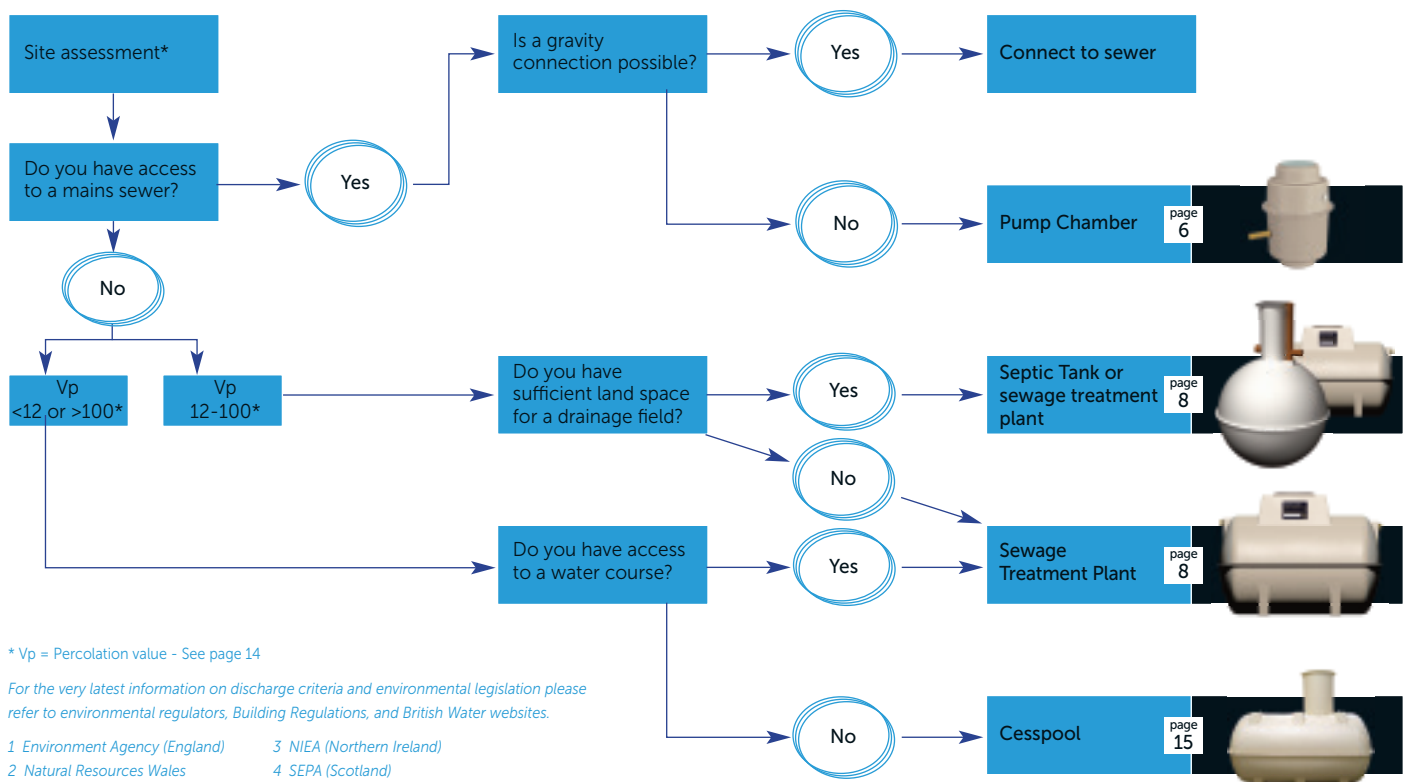 Site assessment*
Do you have access
to a mains sewer?
Yes
Is a gravity
connection possible?
Yes
Connect to sewer
No
Pump Chamber
page
6
No
Vp
<12 or >100*
Vp
12-100*
Do you have
sufficient land space
for a drainage field?
Yes
Septic Tank or
sewage treatment
plant
page
8
No
Do you have access
to a water course?
Yes
Sewage
Treatment Plant
page
8
No
Cesspool
page
15
* Vp = Percolation value - See page 14
For the very latest information on discharge criteria and environmental legislation please
refer to environmental regulators, Building Regulations, and British Water websites.
1 Environment Agency (England)
2 Natural Resources Wales
3 NIEA (Northern Ireland)
4 SEPA (Scotland)